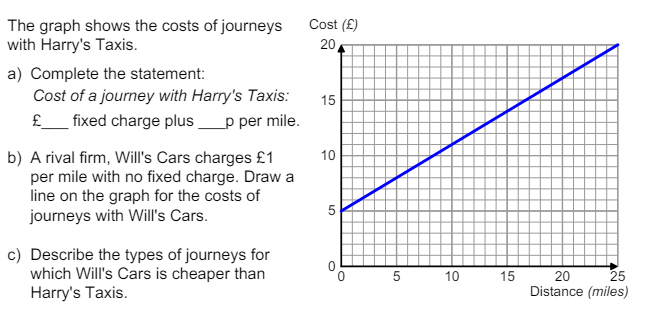 The graph shows the costs of journeys
with Harry's Taxis.
a) Complete the statement:
Cost of a journey with Harry's Taxis:
£___ fixed charge plus ___p per mile.
b) A rival firm, Will's Cars charges £1
per mile with no fixed charge. Draw a
line on the graph for the costs of
journeys with Will's Cars.
c) Describe the types of journeys for
which Will's Cars is cheaper than
Harry's Taxis.
Cost (£)
20
15
10
5
0
0 5 10 15 20 25
Distance (miles)